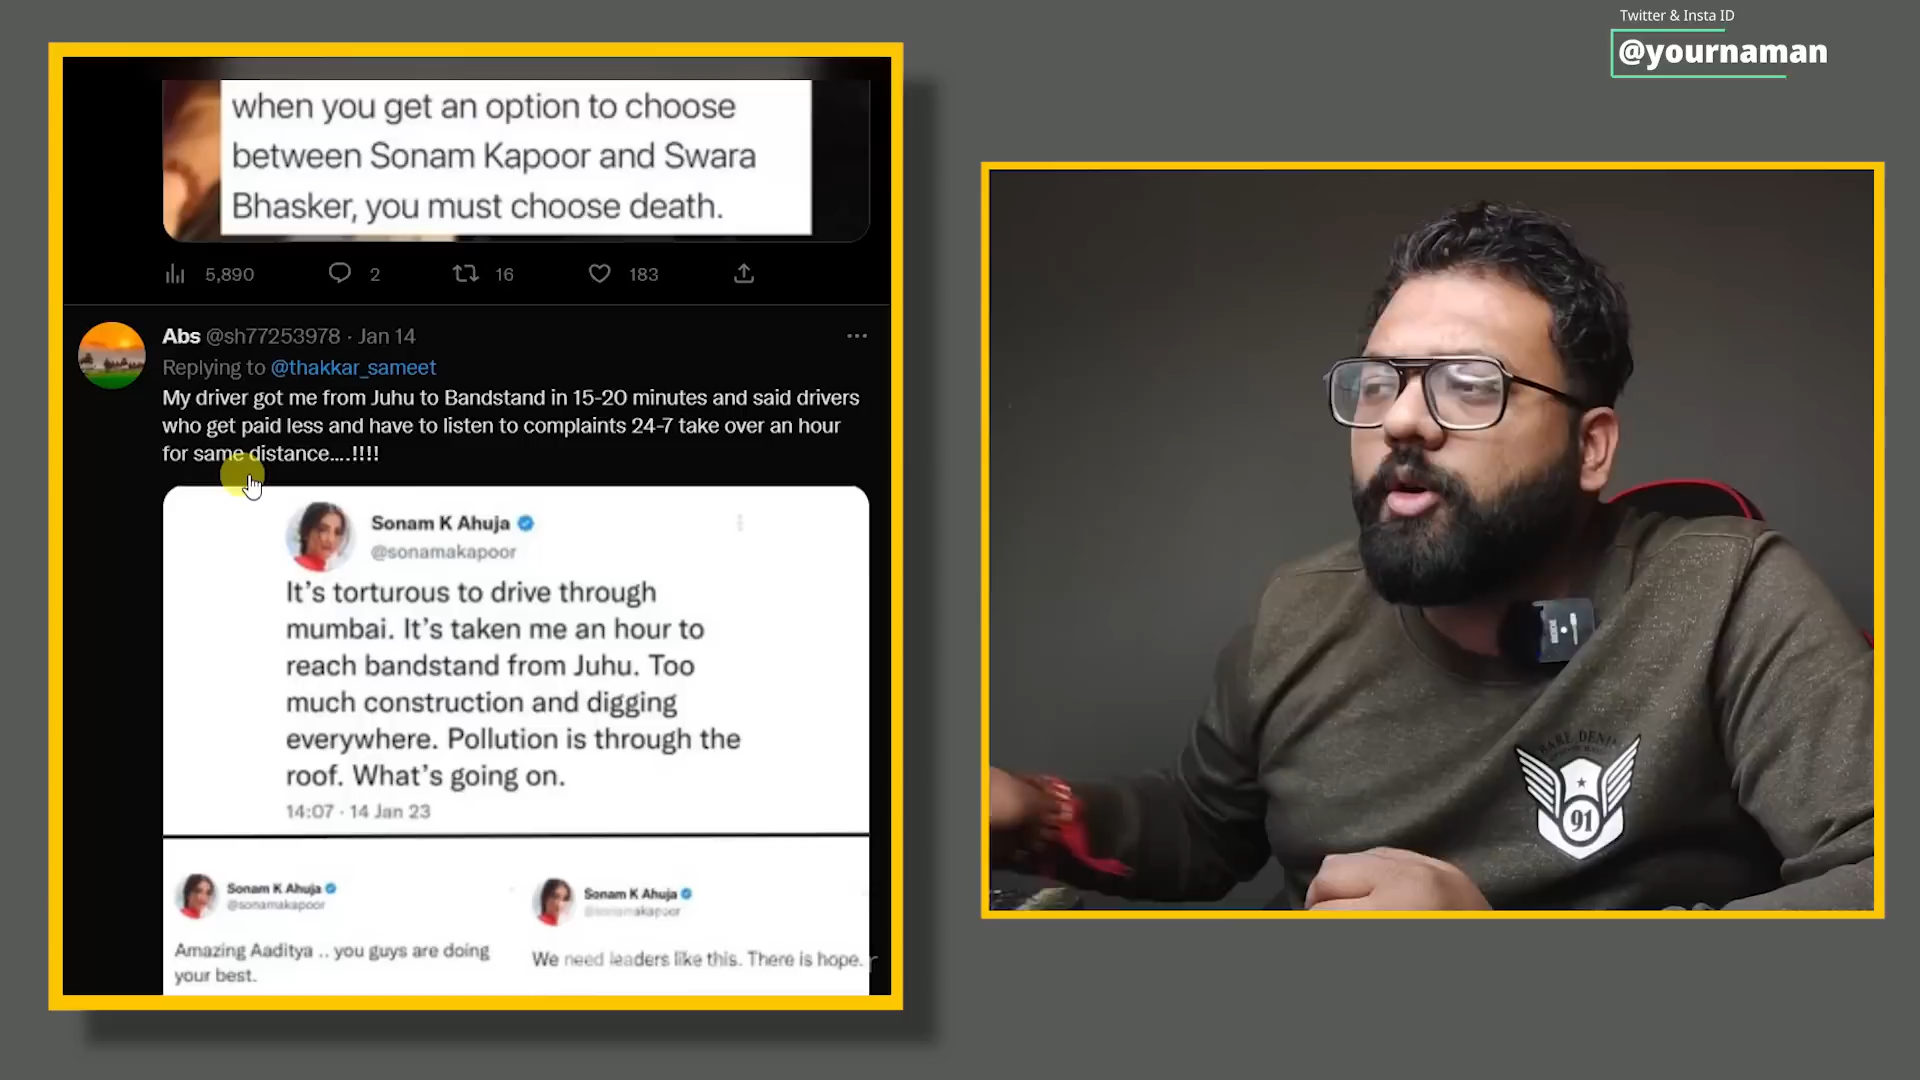 Twitter & Insta ID
@yournaman
when you get an option to choose
between Sonam Kapoor and Swara
Bhasker, you must choose death.
5,890 2 16 183
Abs @sh77253978 · Jan 14
Replying to @thakkar_sameet
My driver got me from Juhu to Bandstand in 15-20 minutes and said drivers
who get paid less and have to listen to complaints 24-7 take over an hour
for same distance....!!!!
Sonam K Ahuja
@sonamakapoor
It's torturous to drive through
mumbai. It's taken me an hour to
reach bandstand from Juhu. Too
much construction and digging
everywhere. Pollution is through the
roof. What's going on.
14:07 · 14 Jan 23
Sonam K Ahuja
@sonamakapoor
Amazing Aaditya .. you guys are doing
your best.
Sonam K Ahuja
@sonamakapoor
We need leaders like this. There is hope.
91